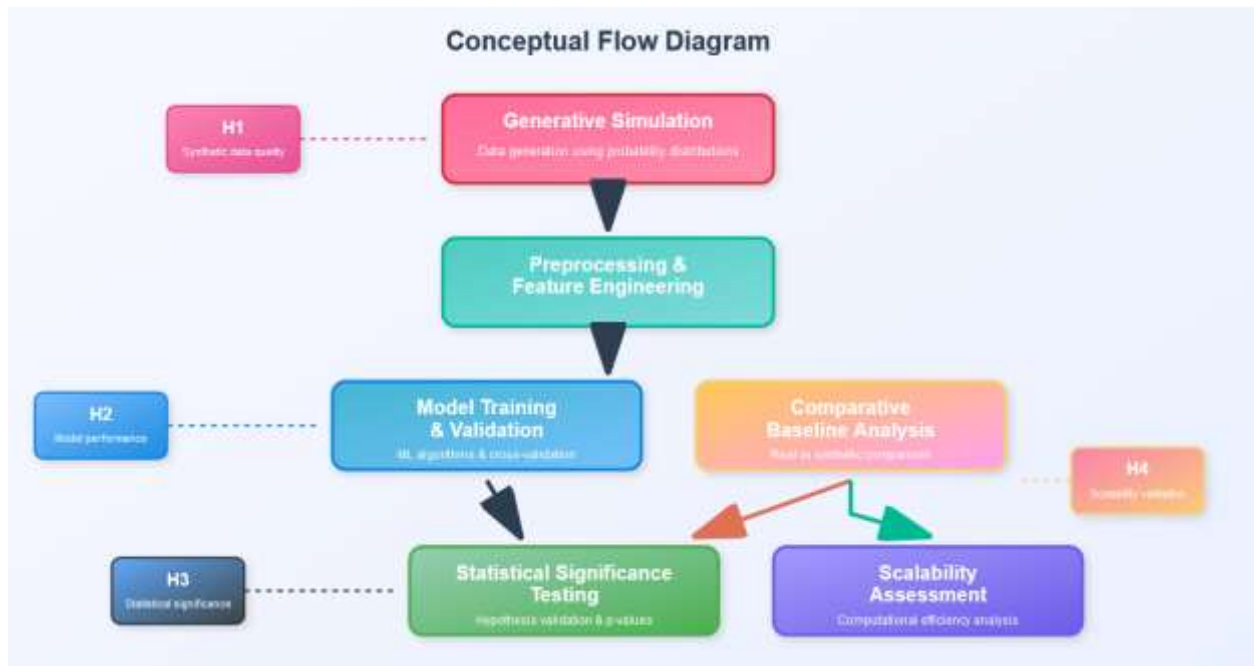 Conceptual Flow Diagram
H1
Synthetic data quality
Generative Simulation
Data generation using probability distributions
Preprocessing &
Feature Engineering
H2
Model performance
Model Training
& Validation
ML algorithms & cross-validation
Comparative
Baseline Analysis
Real vs synthetic comparison
H4
Scalability validation
H3
Statistical significance
Statistical Significance
Testing
Hypothesis validation & p-values
Scalability
Assessment
Computational efficiency analysis